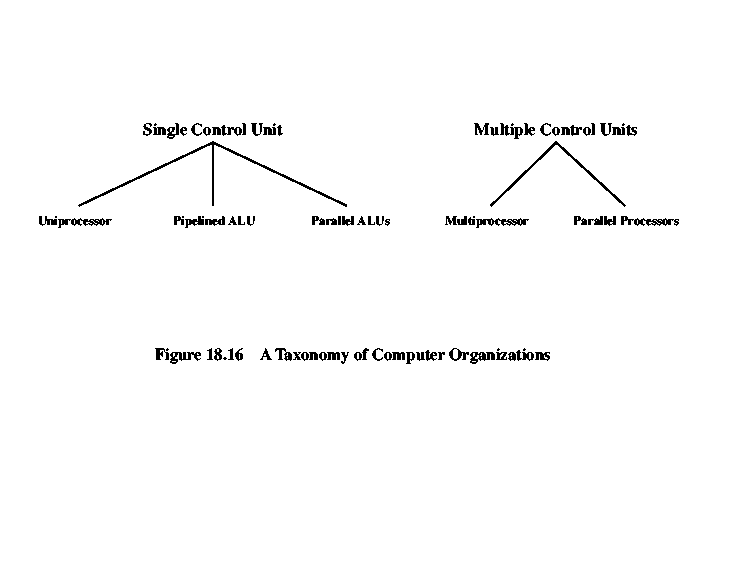 Single Control Unit
Multiple Control Units
Uniprocessor
Pipelined ALU
Parallel ALUs
Multiprocessor
Parallel Processors
Figure 18.16 A Taxonomy of Computer Organizations